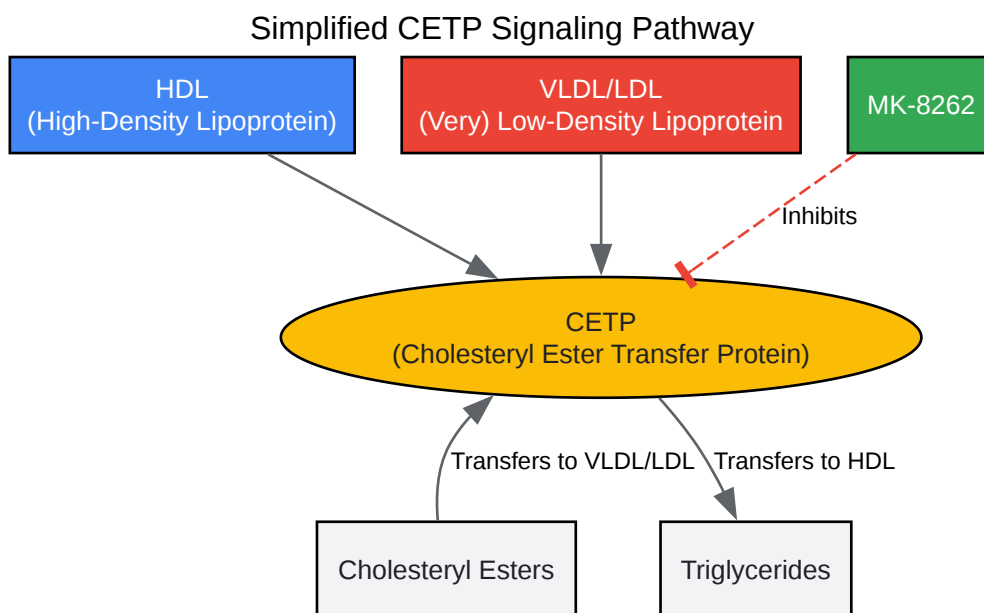 Simplified CETP Signaling Pathway
HDL
(High-Density Lipoprotein)
VLDL/LDL
(Very) Low-Density Lipoprotein
MK-8262
Inhibits
CETP
(Cholesteryl Ester Transfer Protein)
Transfers to VLDL/LDL
Transfers to HDL
Cholesteryl Esters
Triglycerides